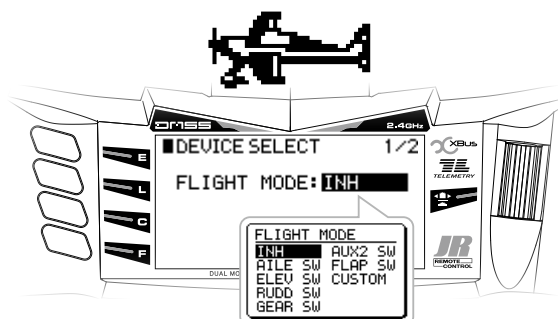 DMSS
2.4GHz
■DEVICE SELECT 1/2
XBus
TELEMETRY
FLIGHT MODE:INH
E
L
C
F
FLIGHT MODE
INH AUX2 SW
AILE SW FLAP SW
ELEV SW CUSTOM
RUDD SW
GEAR SW
DUAL MO
JR
REMOTE
CONTROL